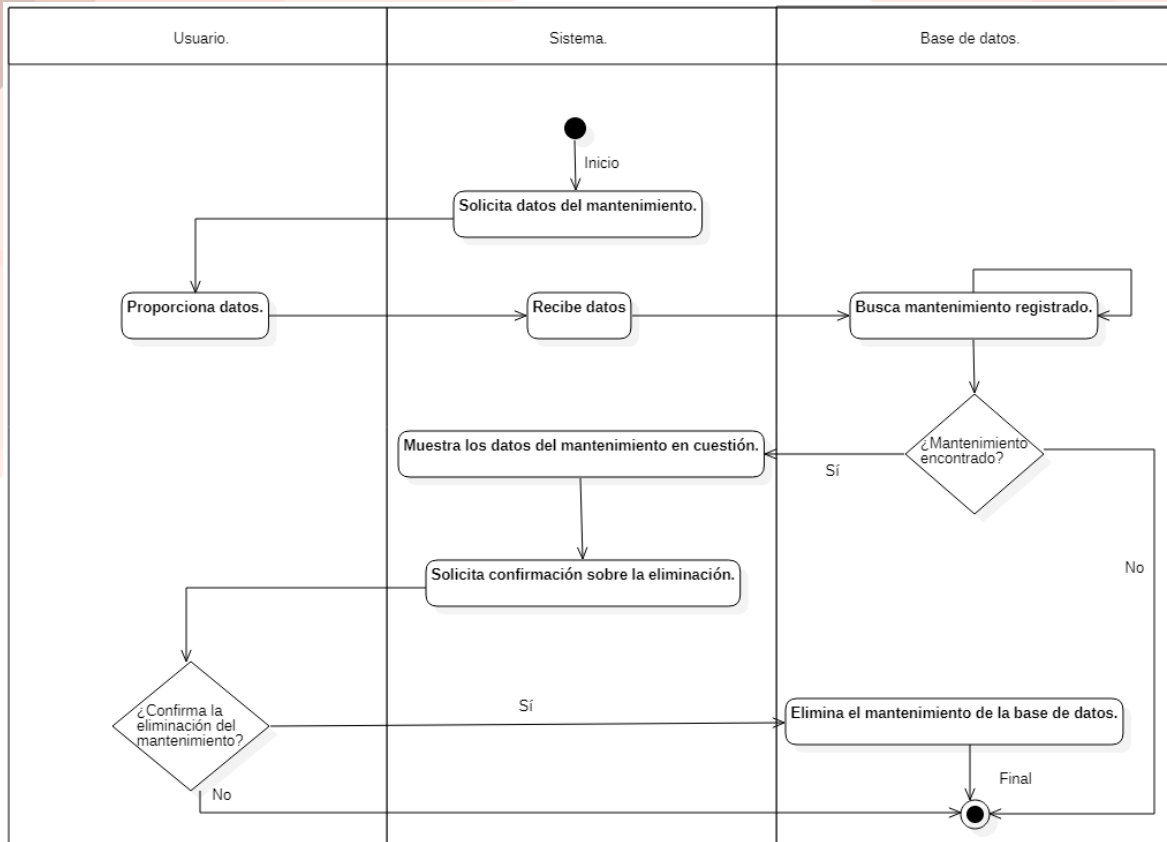 Usuario.
Sistema.
Base de datos.
Inicio
Solicita datos del mantenimiento.
Proporciona datos.
Recibe datos
Busca mantenimiento registrado.
¿Mantenimiento
encontrado?
Muestra los datos del mantenimiento en cuestión.
Sí
No
Solicita confirmación sobre la eliminación.
¿Confirma la
eliminación del
mantenimiento?
Sí
Elimina el mantenimiento de la base de datos.
No
Final